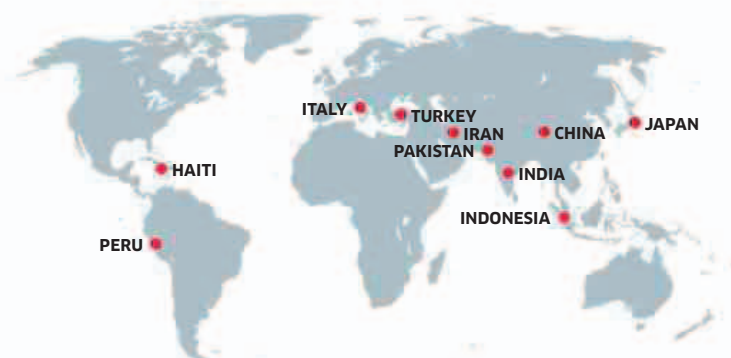 ITALY
TURKEY
IRAN
CHINA
JAPAN
PAKISTAN
HAITI
INDIA
INDONESIA
PERU